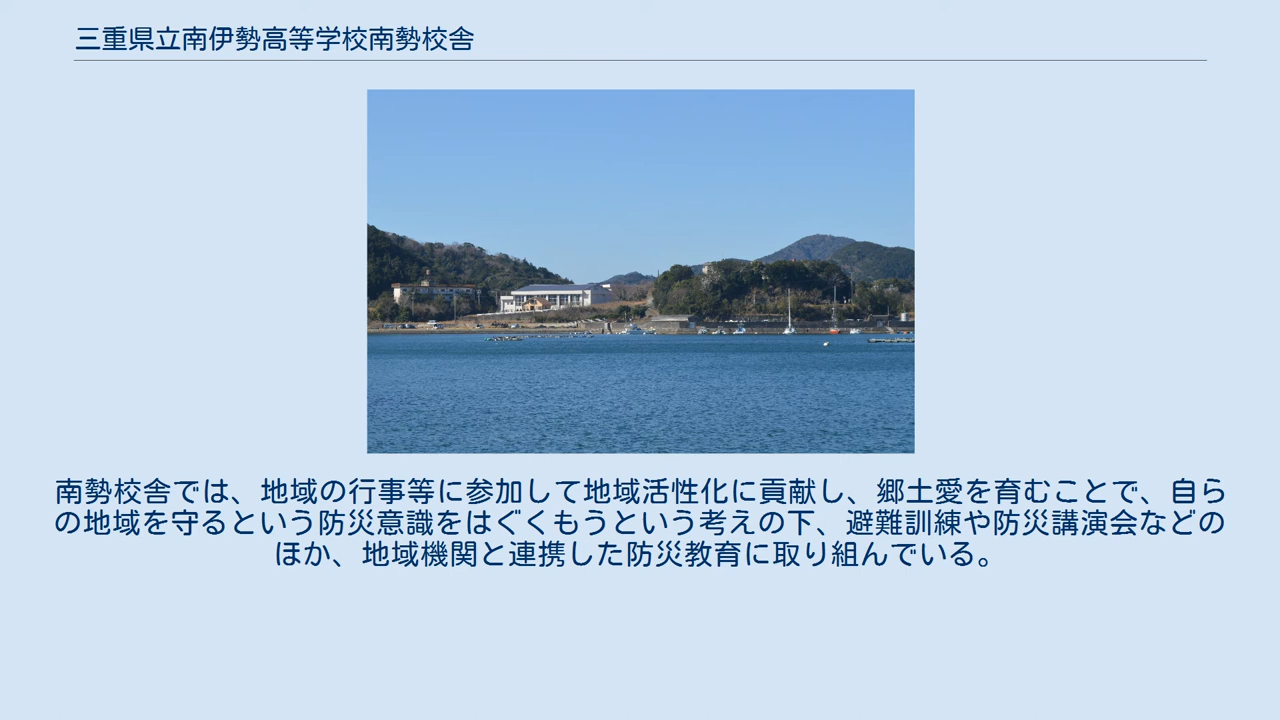 三重県立南伊勢高等学校南勢校舎
南勢校舎では、地域の行事等に参加して地域活性化に貢献し、郷土愛を育むことで、自ら
の地域を守るという防災意識をはぐくもうという考えの下、避難訓練や防災講演会などの
ほか、地域機関と連携した防災教育に取り組んでいる。